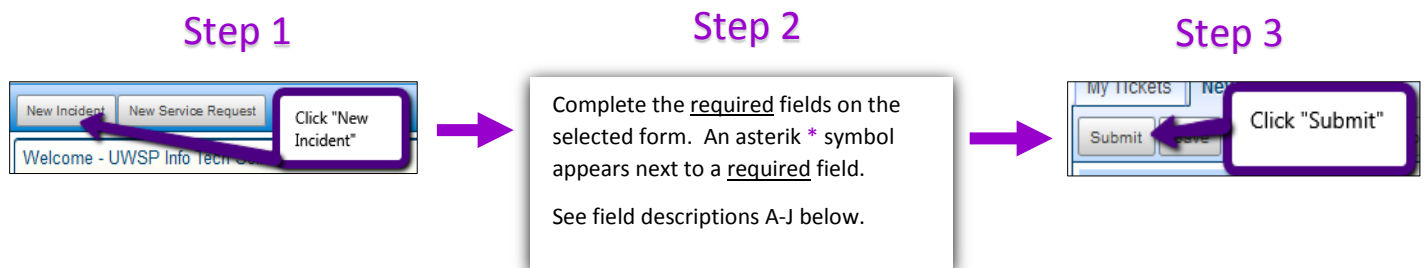 Step 1
New Incident New Service Request
Click "New
Incident"
Welcome - UWSP Info Tech
Step 2
Complete the required fields on the
selected form. An asterik * symbol
appears next to a required field.
See field descriptions A-J below.
Step 3
My Tickets
Submit
Click "Submit"